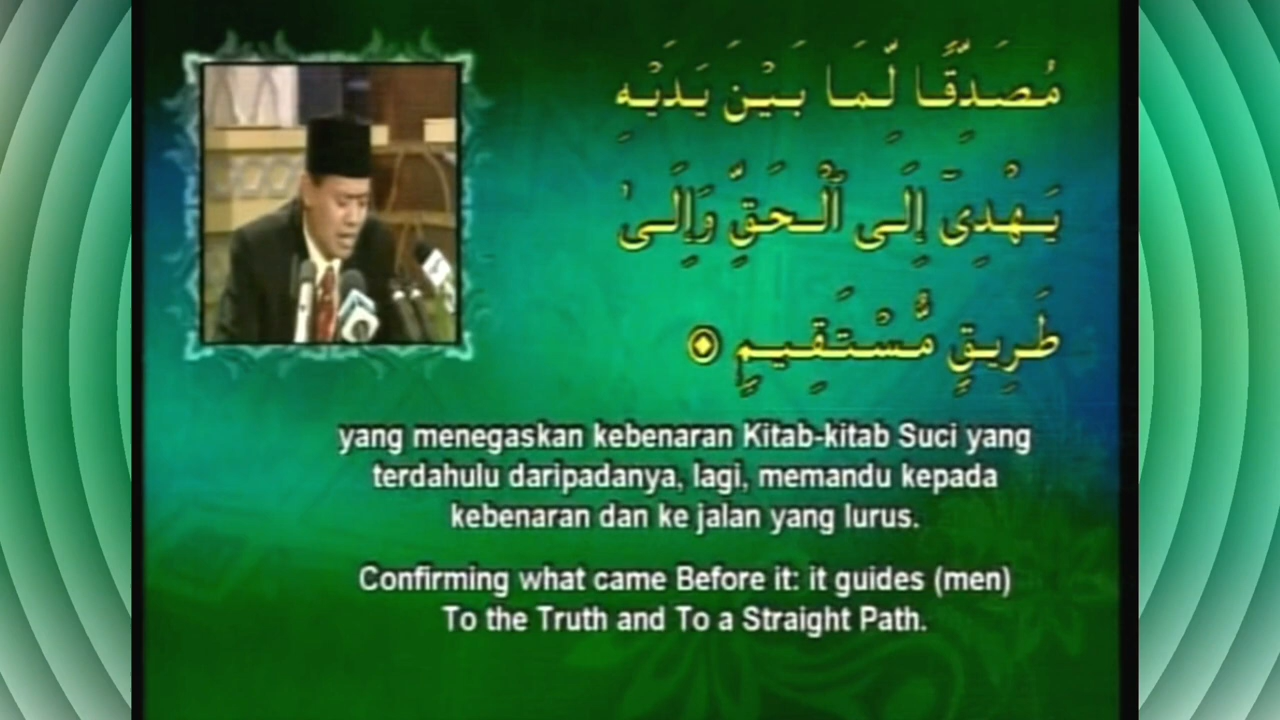 مُصَدِّقًا لِّمَا بَيْنَ يَدَيْهِ
يَهْدِىٓ إِلَى ٱلْحَقِّ وَإِلَىٰ
طَرِيقٍ مُّسْتَقِيمٍ
yang menegaskan kebenaran Kitab-kitab Suci yang
terdahulu daripadanya, lagi, memandu kepada
kebenaran dan ke jalan yang lurus.
Confirming what came Before it: it guides (men)
To the Truth and To a Straight Path.